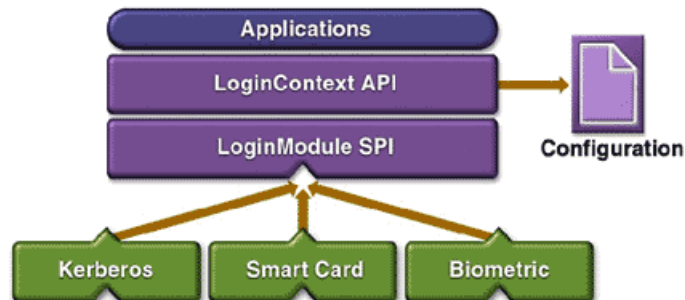 Applications
LoginContext API
LoginModule SPI
Configuration
Kerberos
Smart Card
Biometric